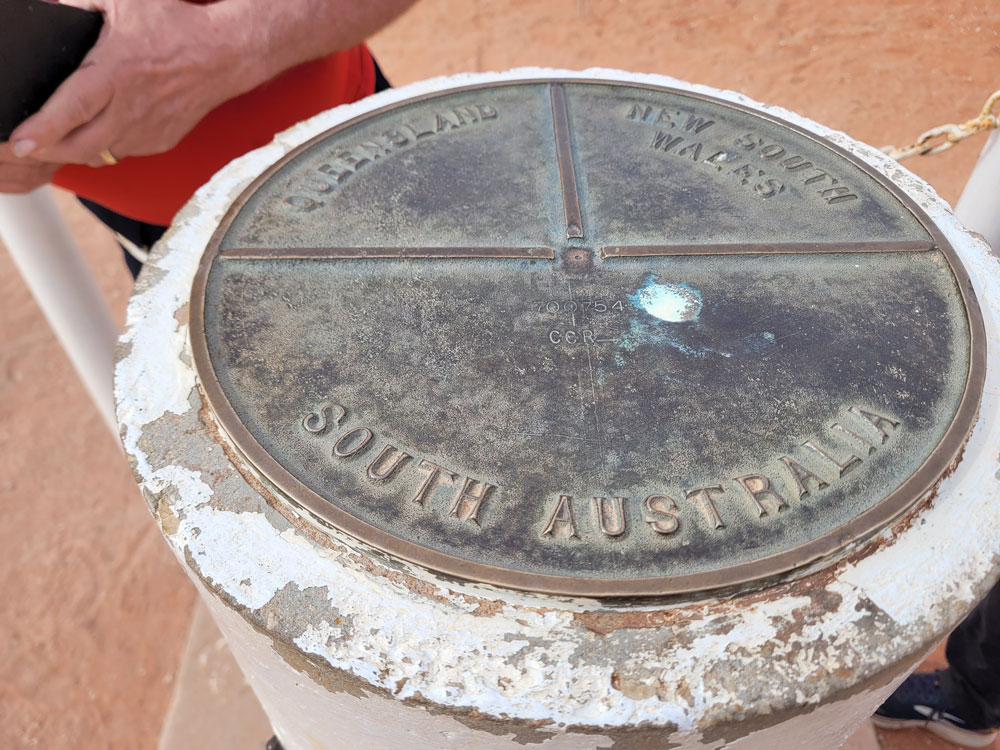 QUEENSLAND
NEW SOUTH
WALES
700754
CCR
SOUTH AUSTRALIA